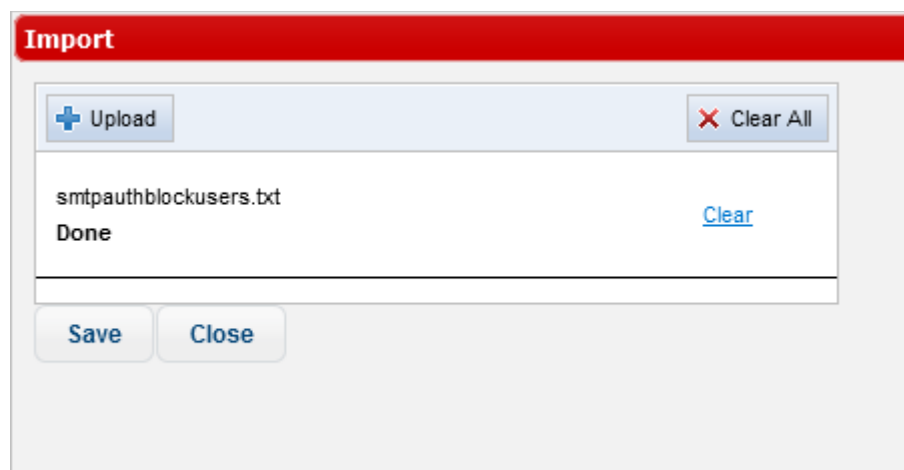 Import
Upload
Clear All
smtpauthblockusers.txt
Clear
Done
Save
Close